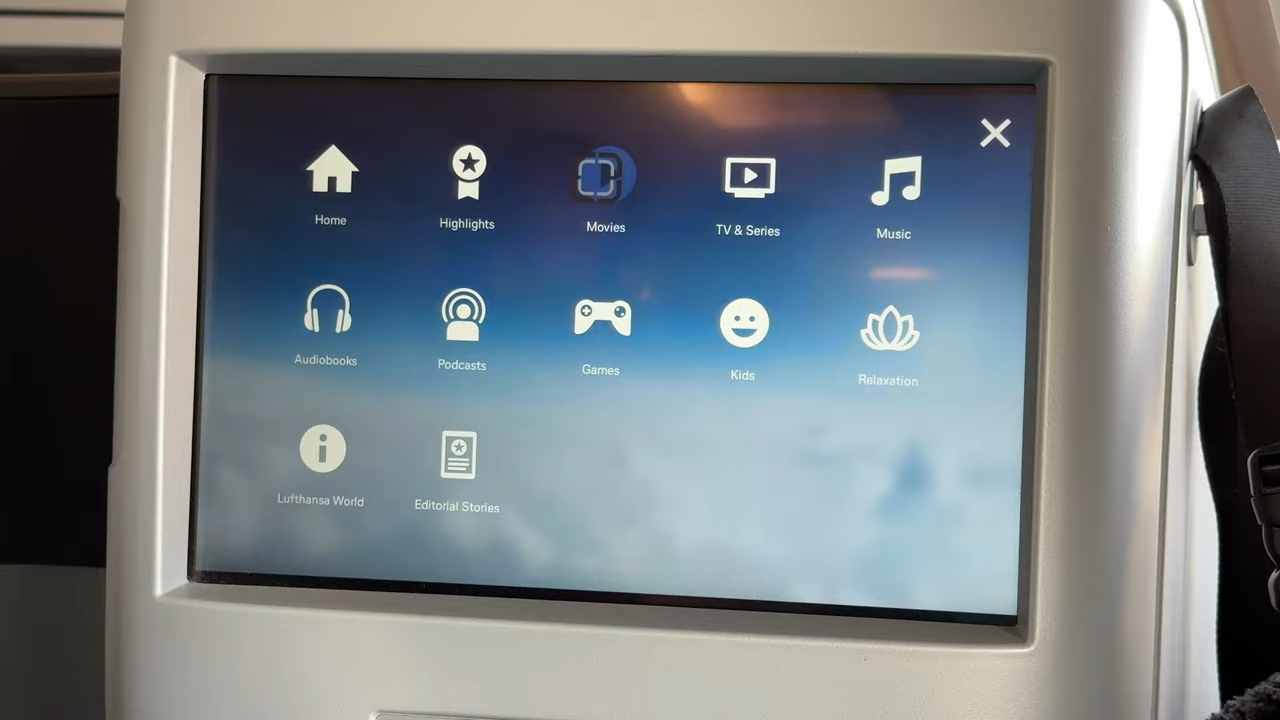 Home
Highlights
Movies
TV & Series
Music
Audiobooks
Podcasts
Games
Kids
Relaxation
Lufthansa World
Editorial Stories